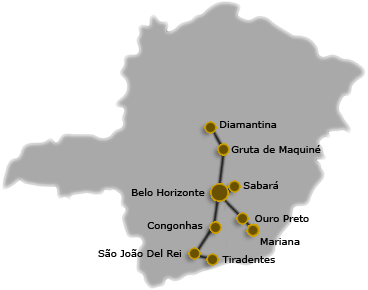 Diamantina
Gruta de Maquiné
Sabará
Belo Horizonte
Ouro Preto
Congonhas
Mariana
São João Del Rei
Tiradentes